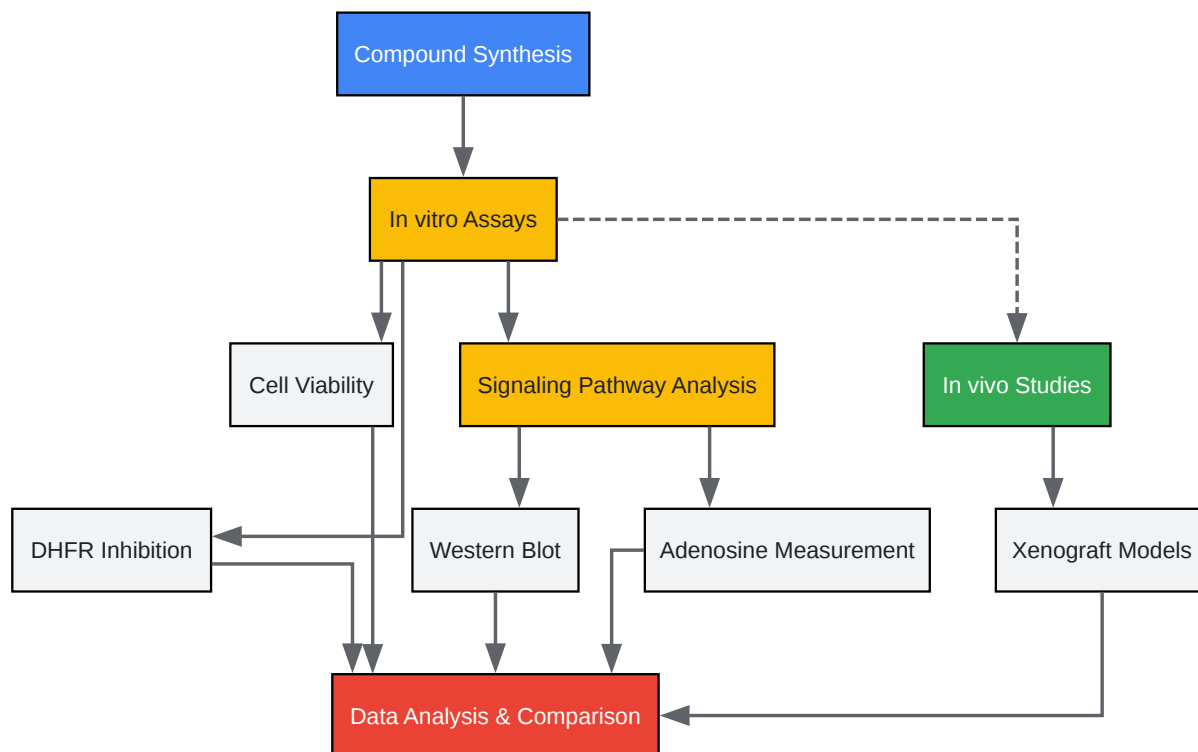 Compound Synthesis
In vitro Assays
Cell Viability
Signaling Pathway Analysis
In vivo Studies
DHFR Inhibition
Western Blot
Adenosine Measurement
Xenograft Models
Data Analysis & Comparison